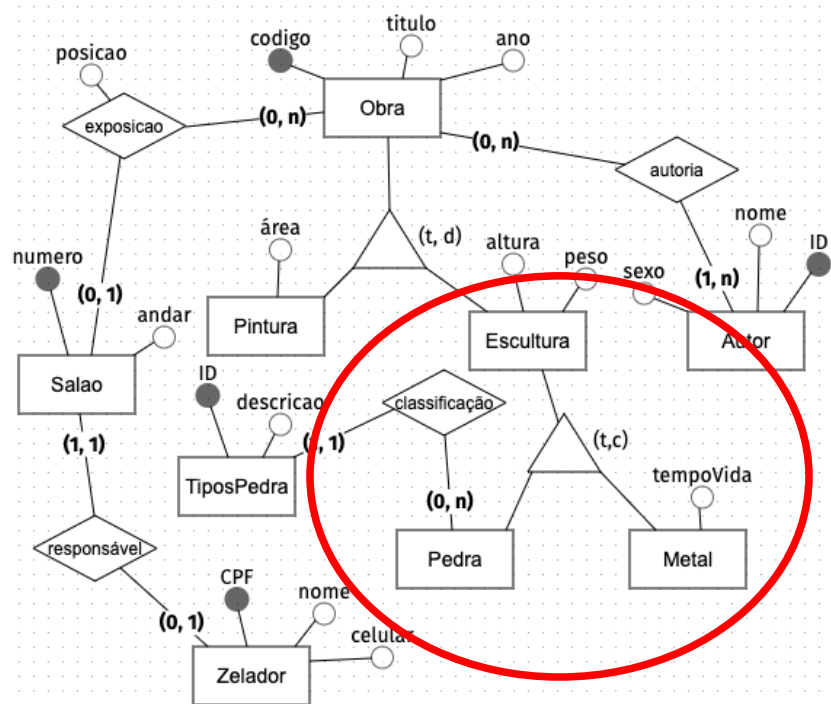 titulo
codigo
ano
posicao
Obra
(0, n)
exposicao
(0, n)
autoria
nome
área
(t, d)
altura
ID
numero
peso
sexo
(1, n)
(0, 1)
andar
Pintura
Escultura
Autor
Salao
ID
descricao
classificação
(1, 1)
(t,c)
(1, 1)
tempoVida
TiposPedra
(0, n)
responsável
Pedra
Metal
CPF
nome
(0, 1)
celular
Zelador